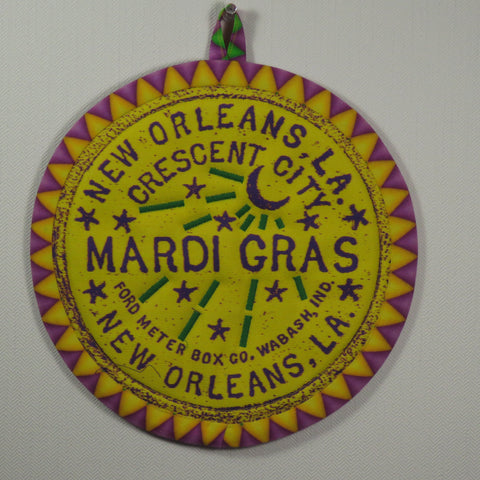 NEW ORLEANS, LA.
CRESCENT CITY
MARDI GRAS
FORD METER BOX CO. WABASH, IND.
NEW ORLEANS, LA.